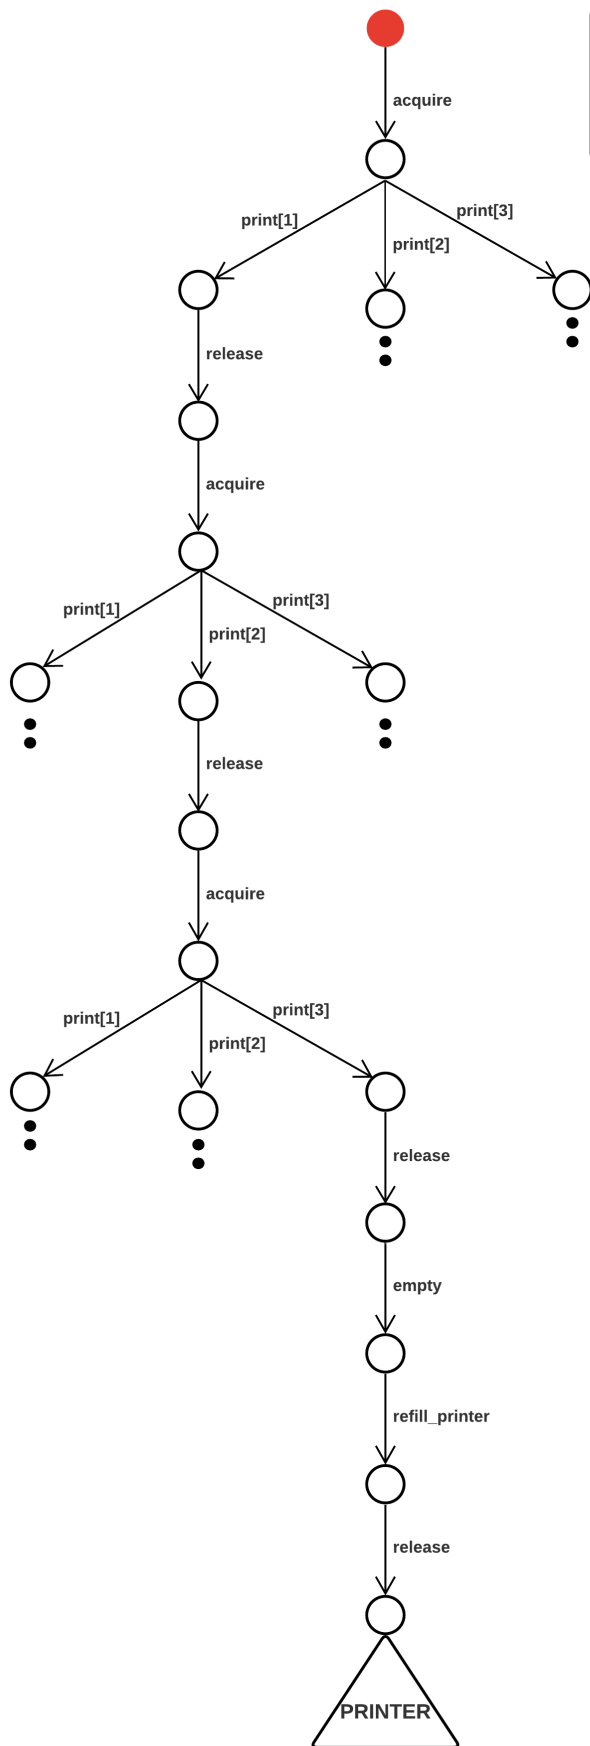 acquire
print[1]
print[2]
print[3]
release
acquire
print[1]
print[2]
print[3]
release
acquire
print[1]
print[2]
print[3]
release
empty
refill_printer
release
PRINTER